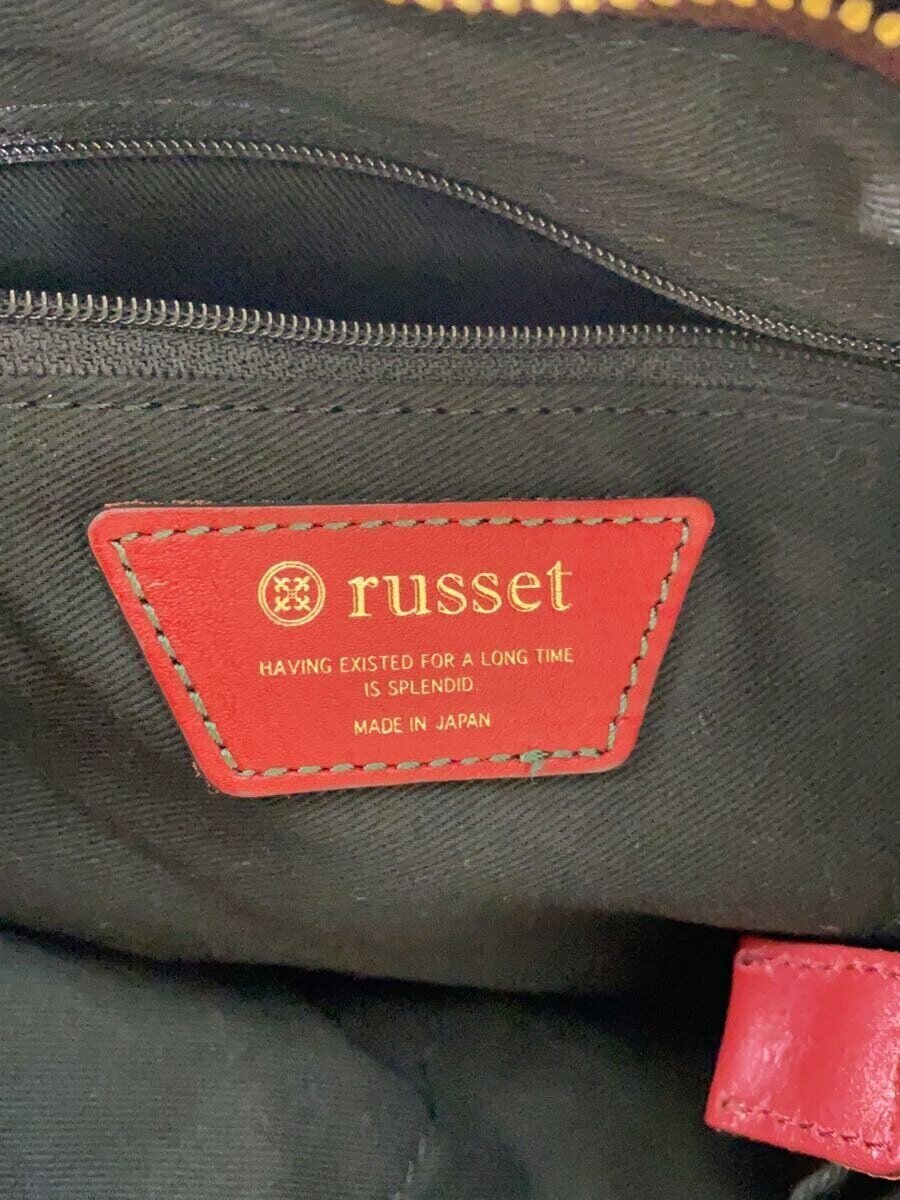 russet
HAVING EXISTED FOR A LONG TIME
IS SPLENDID.
MADE IN JAPAN